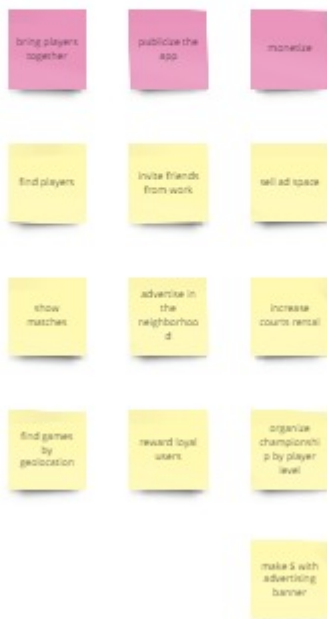 bring players
together
publicize the
app
monetize
find players
invite friends
from work
sell ad space
show
matches
advertise in
the
neighborhoo
d
increase
courts rental
find games
by
geolocation
reward loyal
users
organize
championshi
p by player
level
make $ with
advertising
banner